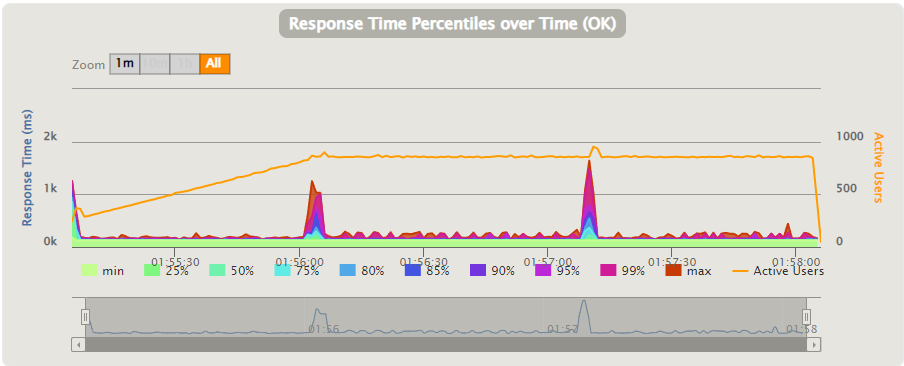 Response Time Percentiles over Time (OK)
Zoom 1m 10m 1h All
Response Time (ms)
2k
1k
0k
1000
500
0
Active Users
01:55:30 01:56:00 01:56:30 01:57:00 01:57:30 01:58:00
min 25% 50% 75% 80% 85% 90% 95% 99% max Active Users
01:56 01:57 01:58